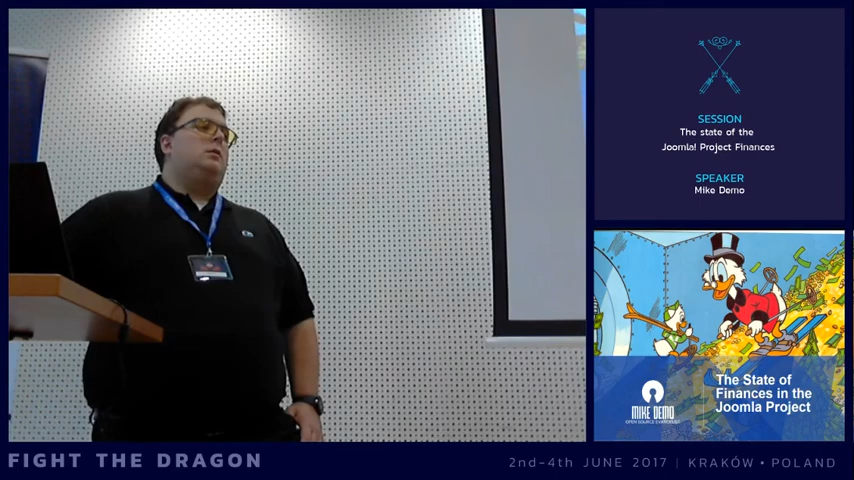 SESSION
The state of the
Joomla! Project Finances
SPEAKER
Mike Demo
MIKE DEMO
OPEN SOURCE EVANGELIST
The State of
Finances in the
Joomla Project
FIGHT THE DRAGON
2nd-4th JUNE 2017 | KRAKÓW • POLAND